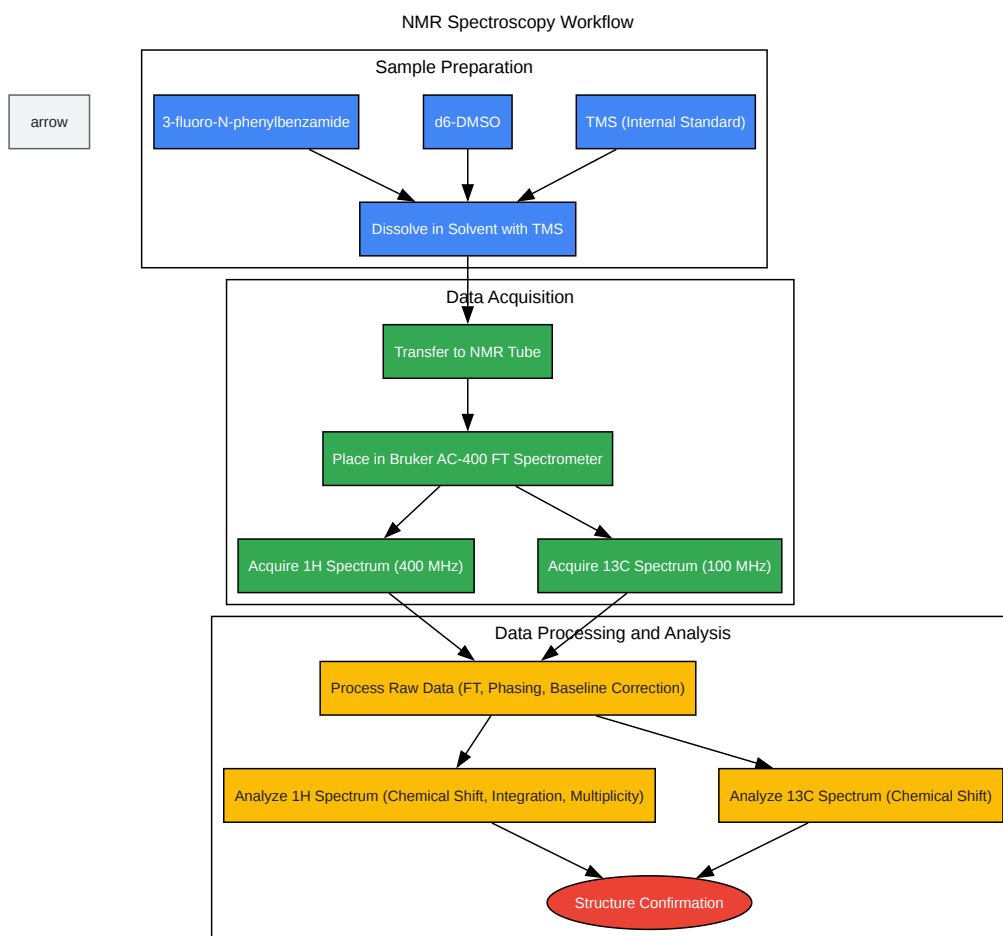 NMR Spectroscopy Workflow
Sample Preparation
arrow
3-fluoro-N-phenylbenzamide
d6-DMSO
TMS (Internal Standard)
Dissolve in Solvent with TMS
Data Acquisition
Transfer to NMR Tube
Place in Bruker AC-400 FT Spectrometer
Acquire 1H Spectrum (400 MHz)
Acquire 13C Spectrum (100 MHz)
Data Processing and Analysis
Process Raw Data (FT, Phasing, Baseline Correction)
Analyze 1H Spectrum (Chemical Shift, Integration, Multiplicity)
Analyze 13C Spectrum (Chemical Shift)
Structure Confirmation